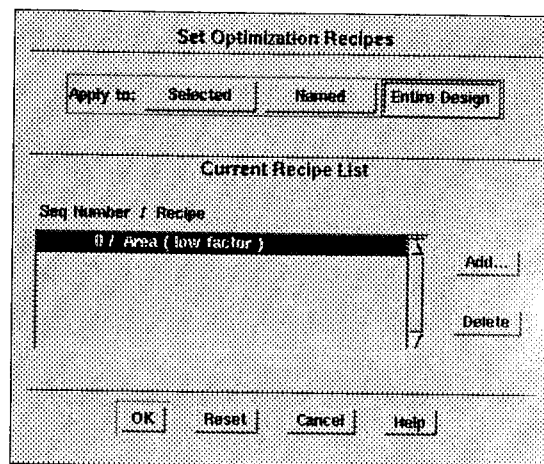 Set Optimization Recipes
Apply to: Selected Named Entire Design
Current Recipe List
Seq Number / Recipe
0 / Area ( low factor )
Add...
Delete
OK Reset Cancel Help